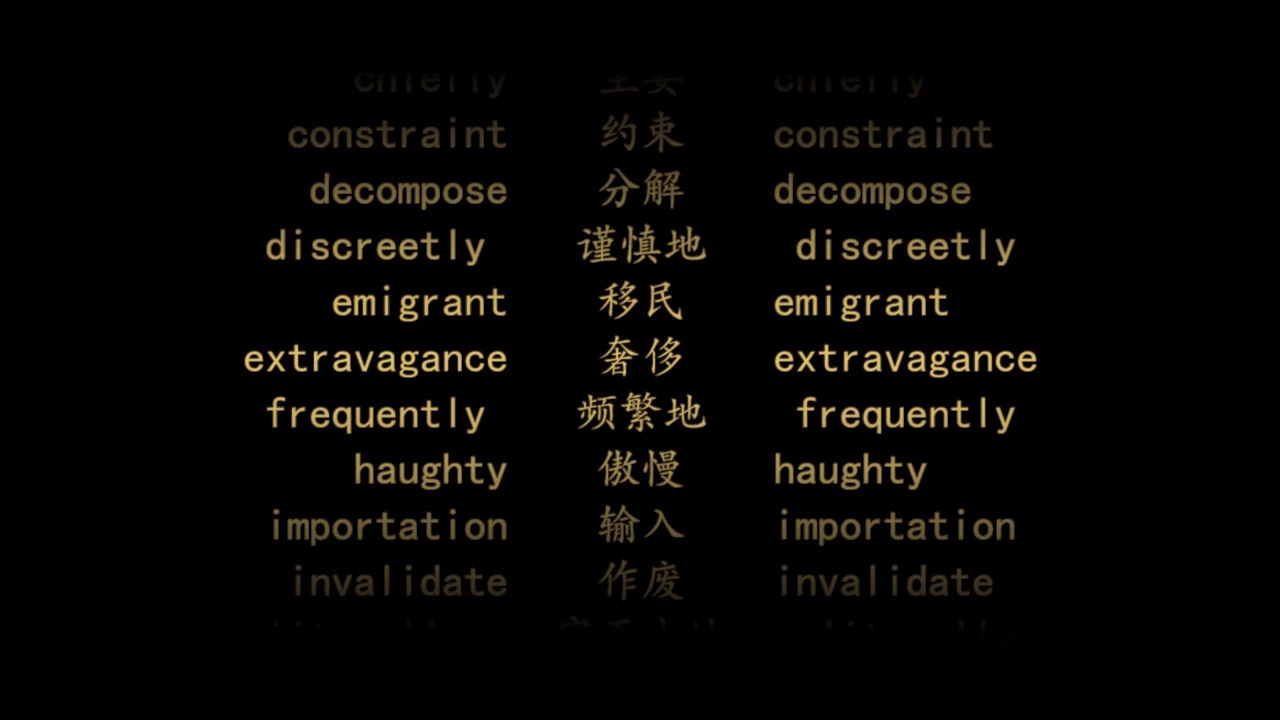 chiefly 主要 chiefly
constraint 约束 constraint
decompose 分解 decompose
discreetly 谨慎地 discreetly
emigrant 移民 emigrant
extravagance 奢侈 extravagance
frequently 频繁地 frequently
haughty 傲慢 haughty
importation 输入 importation
invalidate 作废 invalidate